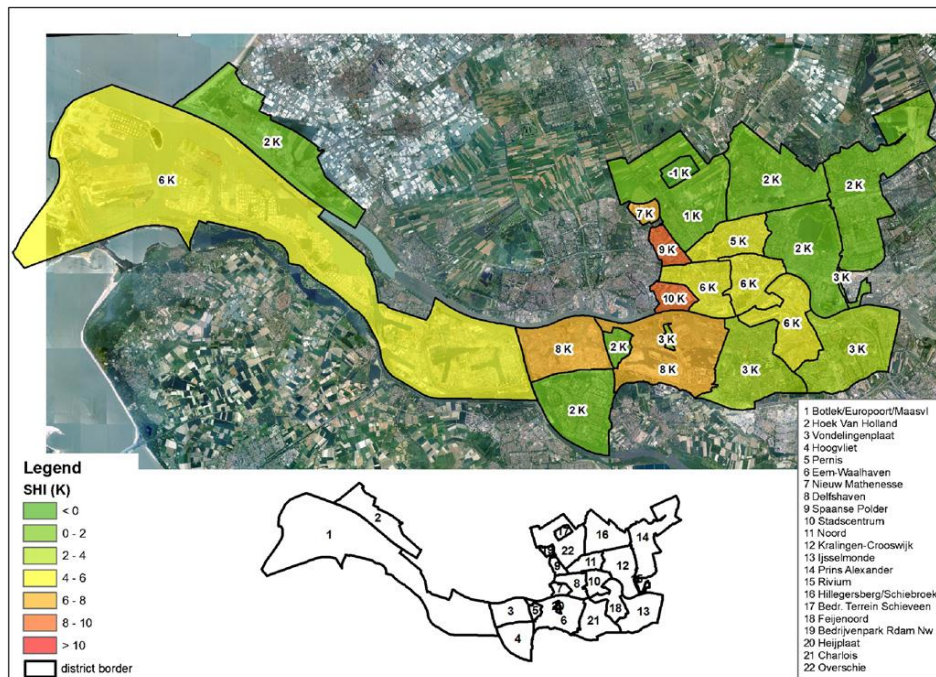 2 K
6 K
-1 K
2 K
2 K
7 K
1 K
5 K
2 K
9 K
3 K
6 K
6 K
10 K
6 K
3 K
8 K
2 K
3 K
8 K
3 K
2 K
Legend
SHI (K)
< 0
0 - 2
2 - 4
4 - 6
6 - 8
8 - 10
> 10
district border
1
2
17
16
14
19
22
9
11
12
8
10
7
3
5
20
6
18
13
21
4
1 Botlek/Europoort/Maasvl
2 Hoek Van Holland
3 Vondelingenplaat
4 Hoogvliet
5 Pernis
6 Eem-Waalhaven
7 Nieuw Mathenesse
8 Delfshaven
9 Spaanse Polder
10 Stadscentrum
11 Noord
12 Kralingen-Crooswijk
13 Ijsselmonde
14 Prins Alexander
15 Rivium
16 Hillegersberg/Schiebroek
17 Bedr. Terrein Schieveen
18 Feijenoord
19 Bedrijvenpark Rdam Nw
20 Heijplaat
21 Charlois
22 Overschie